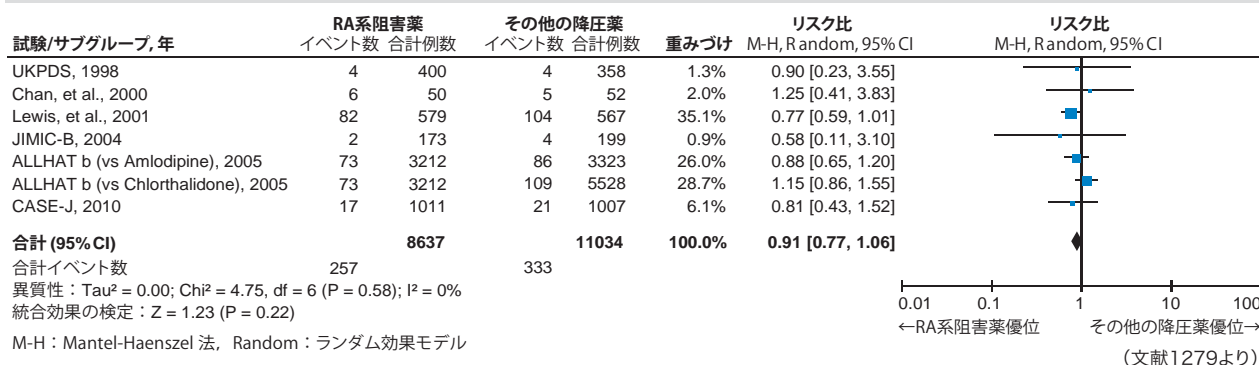 RA系阻害薬 その他の降圧薬 リスク比 リスク比
試験/サブグループ, 年 イベント数 合計例数 イベント数 合計例数 重みづけ M-H, Random, 95% CI M-H, Random, 95% CI
UKPDS, 1998 4 400 4 358 1.3% 0.90 [0.23, 3.55]
Chan, et al., 2000 6 50 5 52 2.0% 1.25 [0.41, 3.83]
Lewis, et al., 2001 82 579 104 567 35.1% 0.77 [0.59, 1.01]
JIMIC-B, 2004 2 173 4 199 0.9% 0.58 [0.11, 3.10]
ALLHAT b (vs Amlodipine), 2005 73 3212 86 3323 26.0% 0.88 [0.65, 1.20]
ALLHAT b (vs Chlorthalidone), 2005 73 3212 109 5528 28.7% 1.15 [0.86, 1.55]
CASE-J, 2010 17 1011 21 1007 6.1% 0.81 [0.43, 1.52]
合計 (95% CI) 8637 11034 100.0% 0.91 [0.77, 1.06]
合計イベント数 257 333
異質性：Tau² = 0.00; Chi² = 4.75, df = 6 (P = 0.58); I² = 0%
統合効果の検定：Z = 1.23 (P = 0.22)
0.01 0.1 1 10 100
←RA系阻害薬優位 その他の降圧薬優位→
M-H：Mantel-Haenszel 法，Random：ランダム効果モデル
（文献1279より）